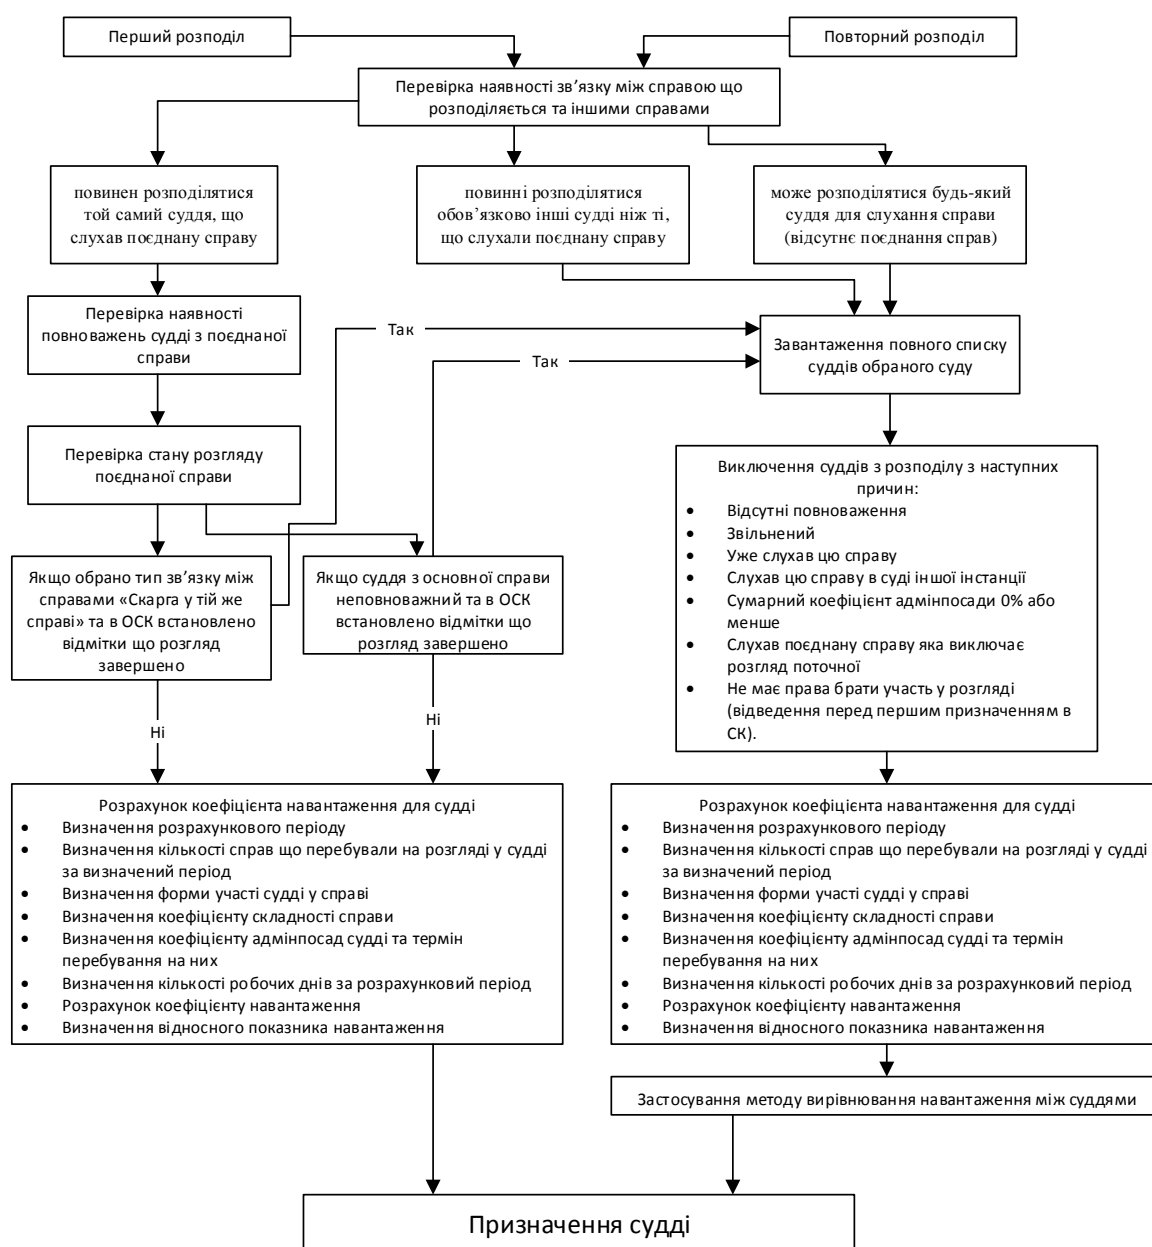 Перший розподіл
Повторний розподіл
Перевірка наявності зв’язку між справою що
розподіляється та іншими справами
повинен розподілятися
той самий суддя, що
слухав поєднану справу
повинні розподілятися
обов’язково інші судді ніж ті,
що слухали поєднану справу
може розподілятися будь-який
суддя для слухання справи
(відсутнє поєднання справ)
Перевірка наявності
повноважень судді з поєднаної
справи
Так
Так
Завантаження повного списку
суддів обраного суду
Перевірка стану розгляду
поєднаної справи
Виключення суддів з розподілу з наступних
причин:
• Відсутні повноваження
• Звільнений
• Уже слухав цю справу
• Слухав цю справу в суді іншої інстанції
• Сумарний коефіцієнт адмінпосади 0% або
менше
• Слухав поєднану справу яка виключає
розгляд поточної
• Не має права брати участь у розгляді
(відведення перед першим призначенням в
СК).
Якщо обрано тип зв’язку між
справами «Скарга у тій же
справі» та в ОСК встановлено
відмітки що розгляд
завершено
Якщо суддя з основної справи
неповноважний та в ОСК
встановлено відмітки що
розгляд завершено
Ні
Ні
Розрахунок коефіцієнта навантаження для судді
• Визначення розрахункового періоду
• Визначення кількості справ що перебували на розгляді у судді
за визначений період
• Визначення форми участі судді у справі
• Визначення коефіцієнту складності справи
• Визначення коефіцієнту адмінпосад судді та термін
перебування на них
• Визначення кількості робочих днів за розрахунковий період
• Розрахунок коефіцієнту навантаження
• Визначення відносного показника навантаження
Розрахунок коефіцієнта навантаження для судді
• Визначення розрахункового періоду
• Визначення кількості справ що перебували на розгляді у судді
за визначений період
• Визначення форми участі судді у справі
• Визначення коефіцієнту складності справи
• Визначення коефіцієнту адмінпосад судді та термін
перебування на них
• Визначення кількості робочих днів за розрахунковий період
• Розрахунок коефіцієнту навантаження
• Визначення відносного показника навантаження
Застосування методу вирівнювання навантаження між суддями
Призначення судді